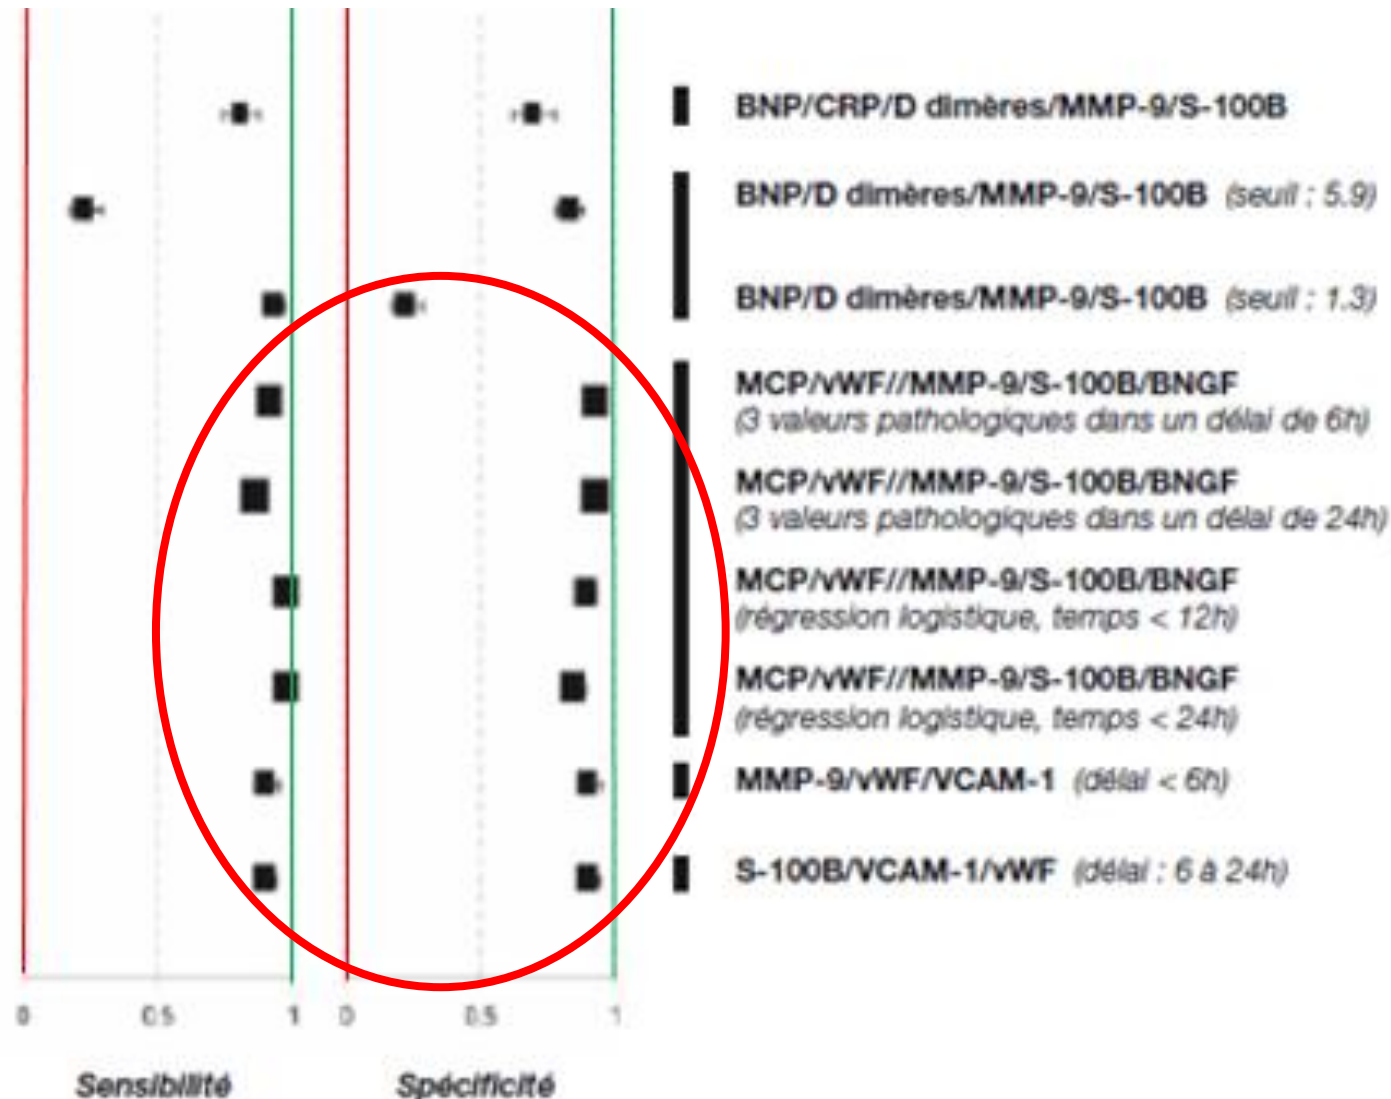 BNP/CRP/D dimères/MMP-9/S-100B
BNP/D dimères/MMP-9/S-100B (seuil : 5.9)
BNP/D dimères/MMP-9/S-100B (seuil : 1.3)
MCP/vWF//MMP-9/S-100B/BNGF
(3 valeurs pathologiques dans un délai de 6h)
MCP/vWF//MMP-9/S-100B/BNGF
(3 valeurs pathologiques dans un délai de 24h)
MCP/vWF//MMP-9/S-100B/BNGF
(régression logistique, temps < 12h)
MCP/vWF//MMP-9/S-100B/BNGF
(régression logistique, temps < 24h)
MMP-9/vWF/VCAM-1 (délai < 6h)
S-100B/VCAM-1/vWF (délai : 6 à 24h)
0 0.5 1 0 0.5 1
Sensibilité Spécificité